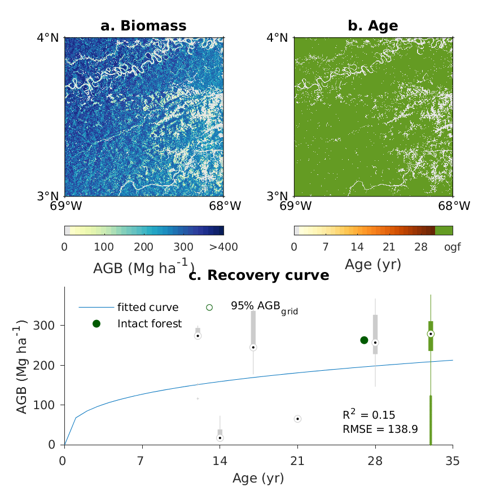 a. Biomass
b. Age
4°N
3°N
69°W
68°W
4°N
3°N
69°W
68°W
0 100 200 300 >400
AGB (Mg ha⁻¹)
0 7 14 21 28 ogf
Age (yr)
c. Recovery curve
fitted curve
95% AGB_grid
Intact forest
AGB (Mg ha⁻¹)
300
200
100
0
R² = 0.15
RMSE = 138.9
0 7 14 21 28 35
Age (yr)